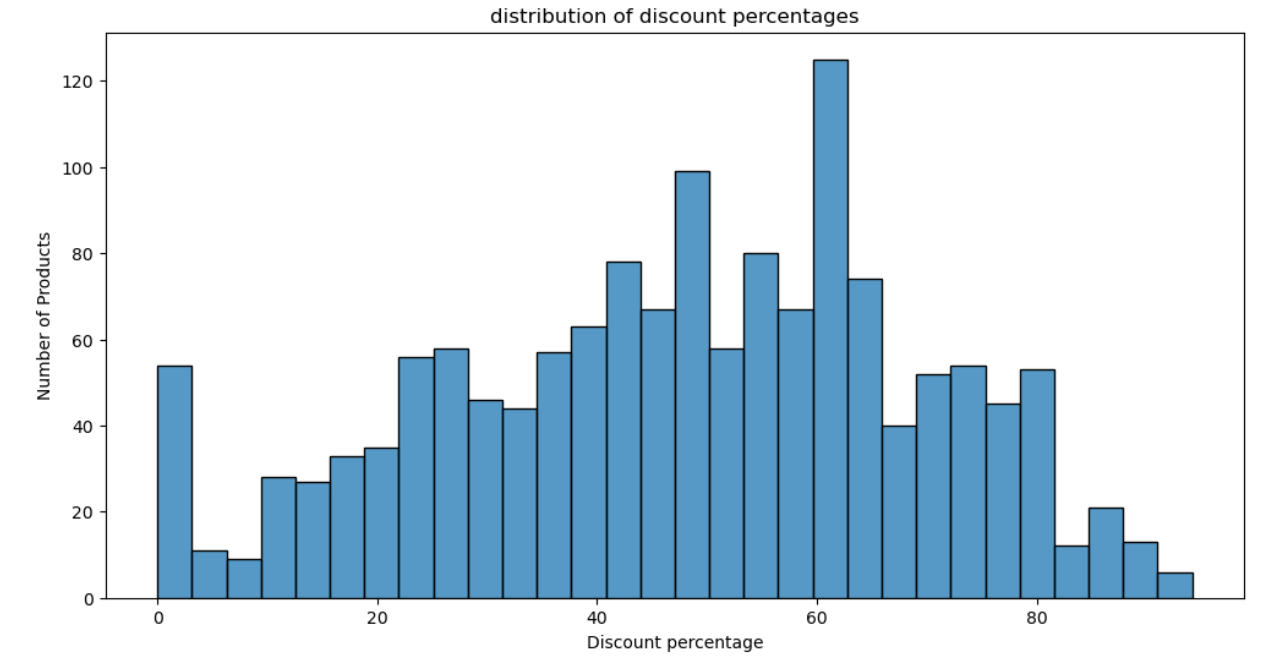 distribution of discount percentages
120
100
80
60
40
20
0
Number of Products
0 20 40 60 80
Discount percentage